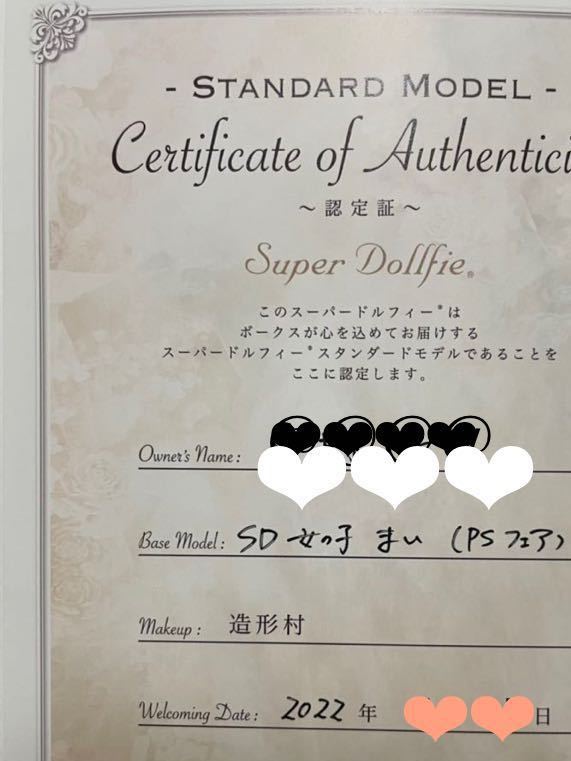 - STANDARD MODEL -
Certificate of Authentici
～認定証～
Super Dollfie®
このスーパードルフィー®は
ボークスが心を込めてお届けする
スーパードルフィー®スタンダードモデルであることを
ここに認定します。
Owner's Name :
Base Model : SD 女の子 まい (PSフェア)
Makeup : 造形村
Welcoming Date : 2022 年 日